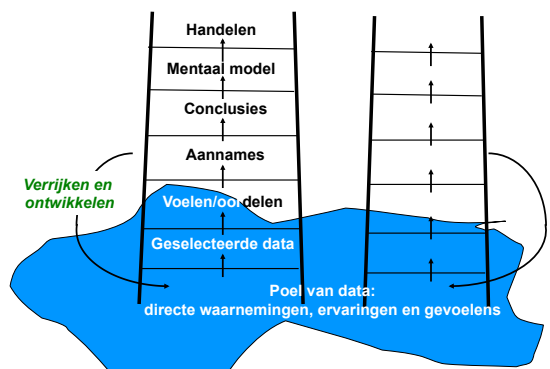 Handelen
Mentaal model
Conclusies
Aannames
Verrijken en
ontwikkelen
Voelen/oordelen
Geselecteerde data
Poel van data:
directe waarnemingen, ervaringen en gevoelens